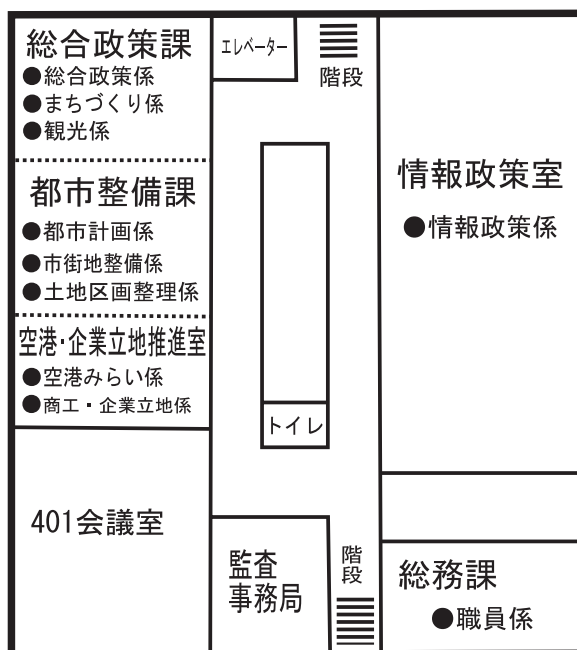 総合政策課
●総合政策係
●まちづくり係
●観光係
都市整備課
●都市計画係
●市街地整備係
●土地区画整理係
空港・企業立地推進室
●空港みらい係
●商工・企業立地係
401会議室
エレベーター
階段
トイレ
監査
事務局
階
段
情報政策室
●情報政策係
総務課
●職員係